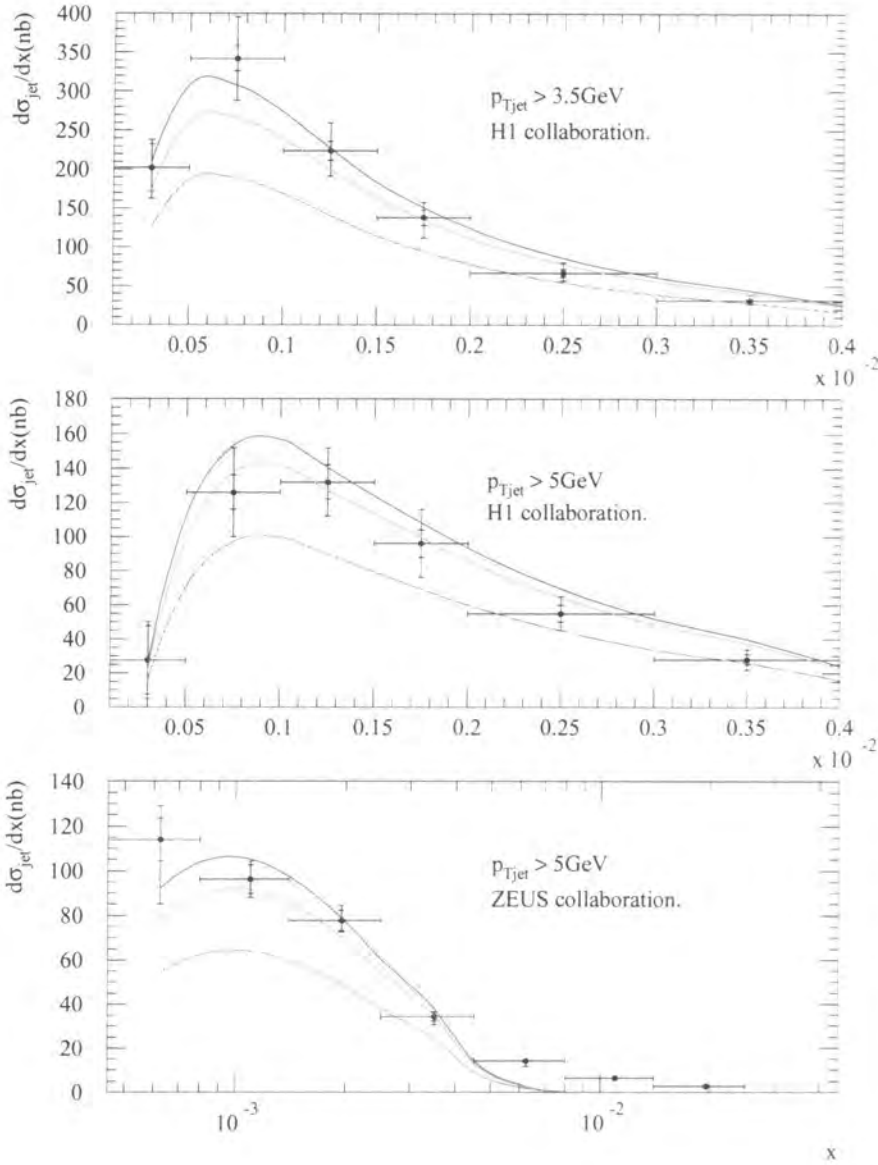 dσjet/dx(nb)
400
350
300
250
200
150
100
50
0
pTjet > 3.5GeV
H1 collaboration.
0.05 0.1 0.15 0.2 0.25 0.3 0.35 0.4
x 10 -2
dσjet/dx(nb)
180
160
140
120
100
80
60
40
20
0
pTjet > 5GeV
H1 collaboration.
0.05 0.1 0.15 0.2 0.25 0.3 0.35 0.4
x 10 -2
dσjet/dx(nb)
140
120
100
80
60
40
20
0
pTjet > 5GeV
ZEUS collaboration.
10 -3 10 -2
x